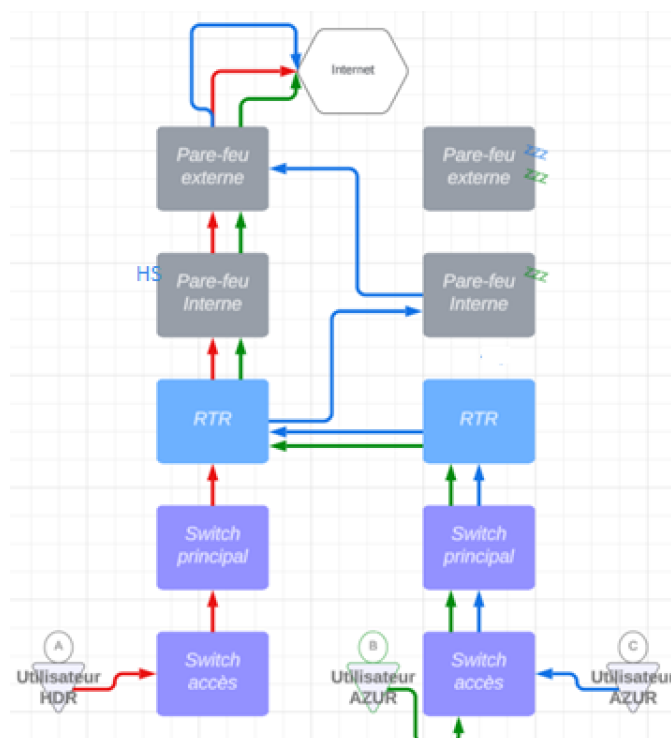 Internet
Pare-feu
externe
Pare-feu
externe
zzz
zzz
HS
Pare-feu
Interne
Pare-feu
Interne
zzz
RTR
RTR
Switch
principal
Switch
principal
A
Utilisateur
HDR
Switch
accès
B
Utilisateur
AZUR
Switch
accès
C
Utilisateur
AZUR